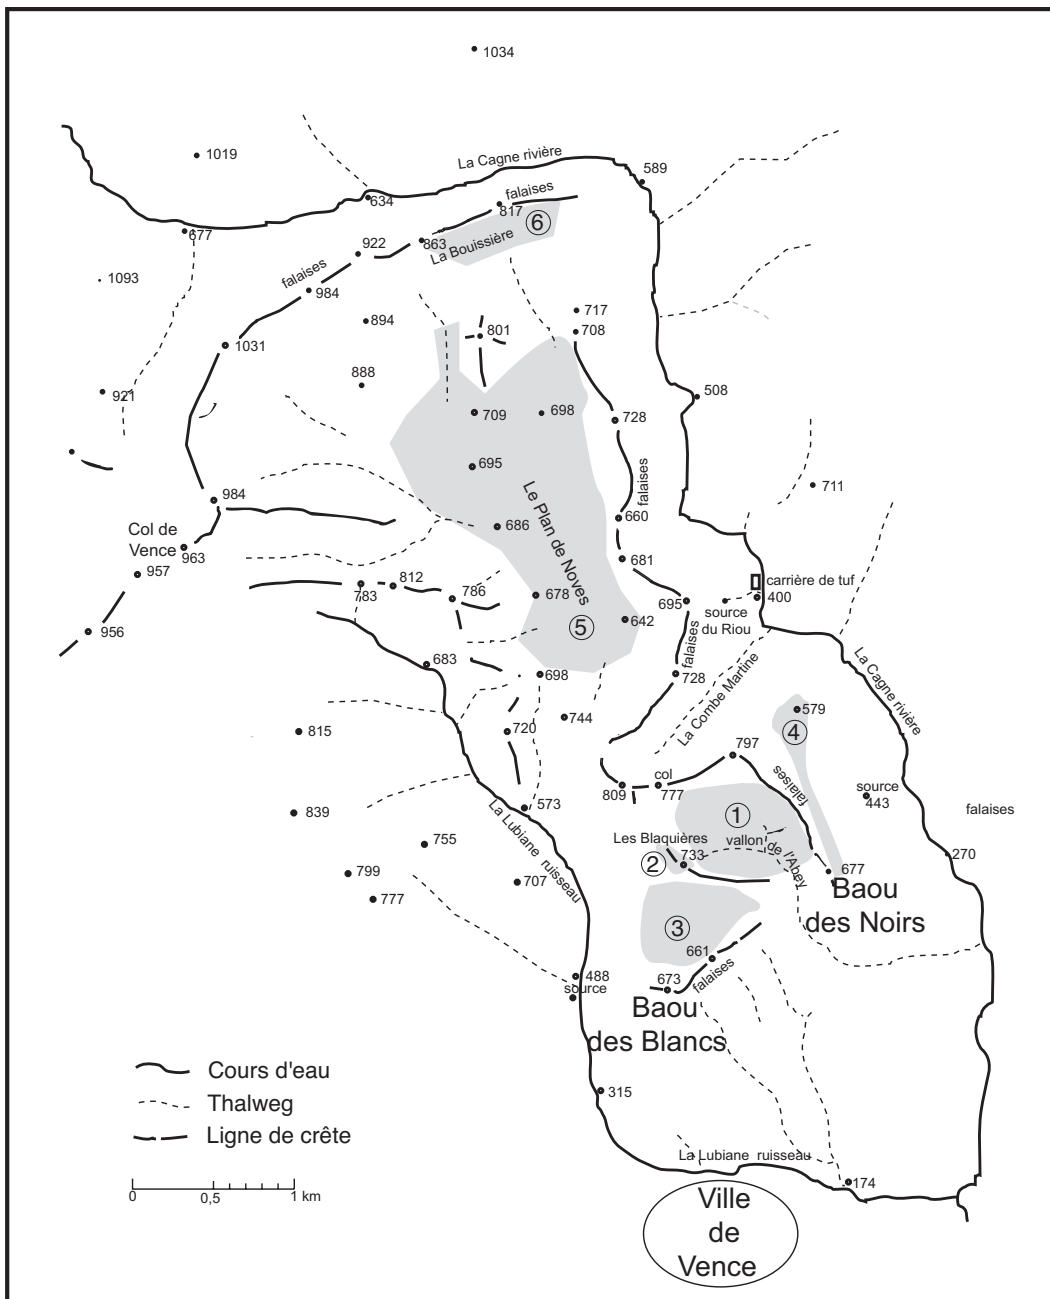 1034
1019
La Cagne rivière
589
634
falaises
817
⑥
677
922
863
La Bouissière
falaises
1093
984
717
894
801
708
1031
888
921
508
709
698
728
695
falaises
711
984
Le Plan de Noves
686
660
Col de
Vence
963
681
957
812
carrière de tuf
783
786
678
695
400
source
du Riou
642
⑤
956
683
698
falaises
728
La Combe Martine
La Cagne rivière
579
④
744
815
720
797
col
809
777
falaises
source
443
573
839
La Lubiane ruisseau
①
falaises
Les Blaquières
vallon
de l'Abey
755
②
733
270
799
707
677
777
Baou
des Noirs
③
661
488
source
673
falaises
Baou
des Blancs
Cours d'eau
315
Thalweg
Ligne de crête
La Lubiane ruisseau
174
0
0,5
1 km
Ville
de
Vence